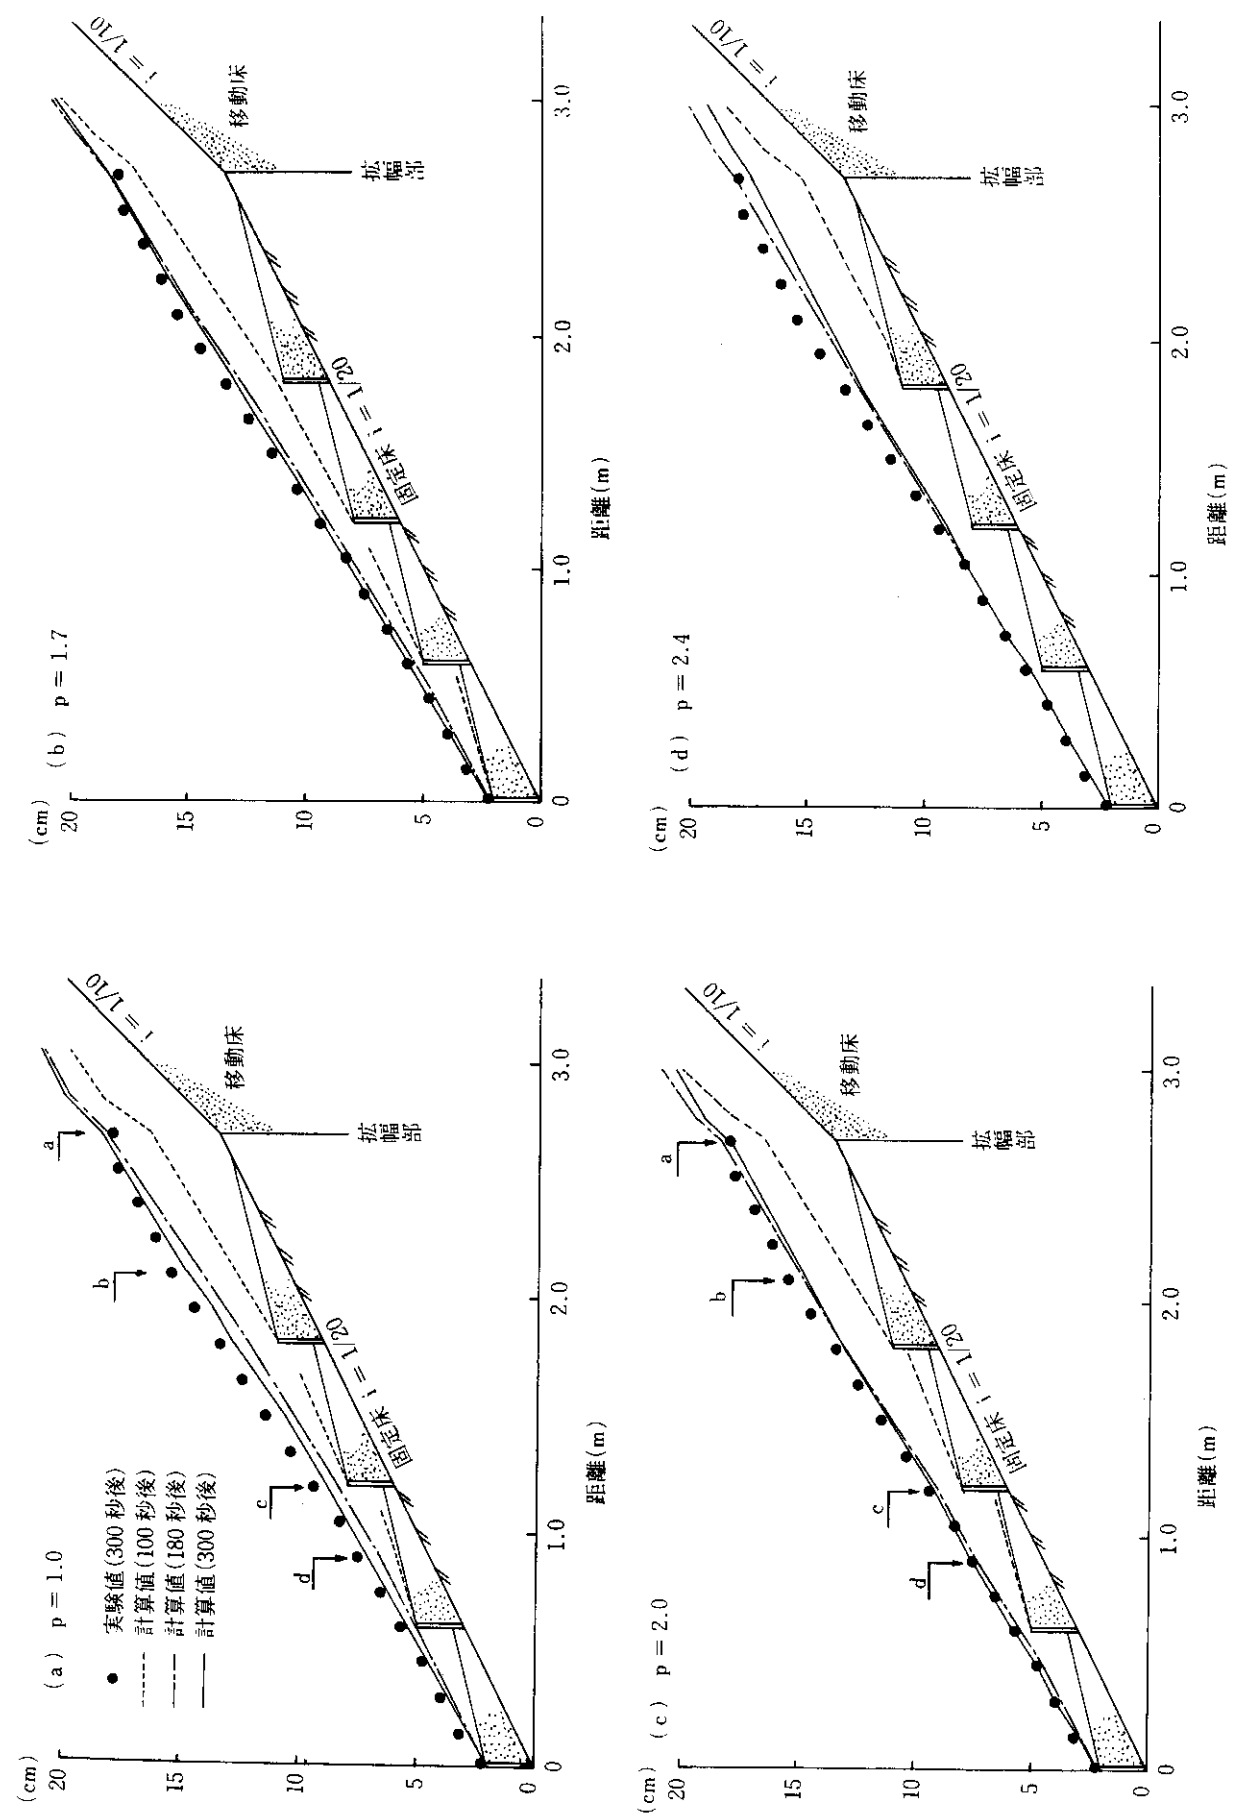 (a) p=1.0
● 実験値(300秒後)
計算値(100秒後)
計算値(180秒後)
計算値(300秒後)
(cm)
20
15
10
5
0
a
b
c
d
i=1/10
移動床
拡幅部
固定床 i=1/20
0
1.0
2.0
3.0
距離(m)
(b) p=1.7
(cm)
20
15
10
5
0
i=1/10
移動床
拡幅部
固定床 i=1/20
0
1.0
2.0
3.0
距離(m)
(c) p=2.0
(cm)
20
15
10
5
0
a
b
c
d
i=1/10
移動床
拡幅部
固定床 i=1/20
0
1.0
2.0
3.0
距離(m)
(d) p=2.4
(cm)
20
15
10
5
0
i=1/10
移動床
拡幅部
固定床 i=1/20
0
1.0
2.0
3.0
距離(m)